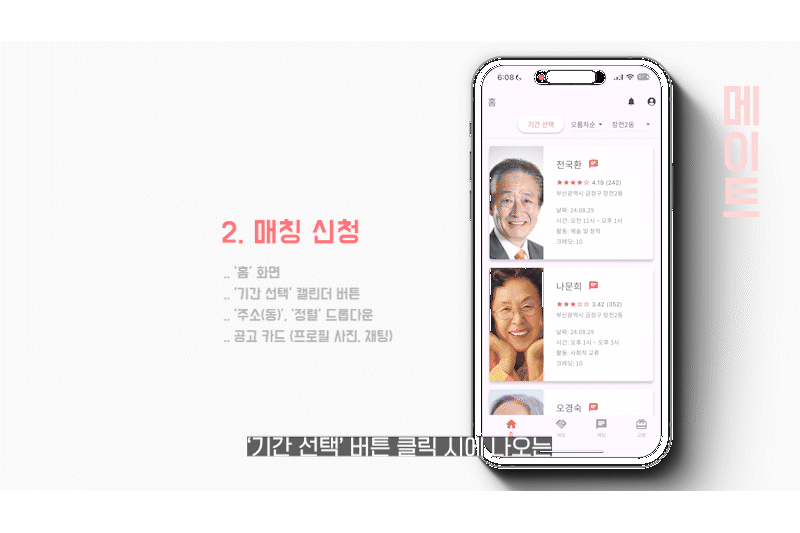 6:08
홈
기간 선택 오름차순 장전2동
메이트
전국환
4.19 (242)
부산광역시 금정구 장전2동
날짜: 24.08.29
시간: 오전 11시 ~ 오후 1시
활동: 예술 및 창작
크레딧: 10
2. 매칭 신청
.. '홈' 화면
.. '기간 선택' 캘린더 버튼
.. '주소(동)', '정렬' 드롭다운
.. 공고 카드 (프로필 사진, 채팅)
나문희
3.42 (352)
부산광역시 금정구 장전2동
날짜: 24.08.29
시간: 오후 1시 ~ 오후 3시
활동: 사회적 교류
크레딧: 10
오경숙
홈 매칭 채팅 교환
'기간 선택' 버튼 클릭 시에 나오는